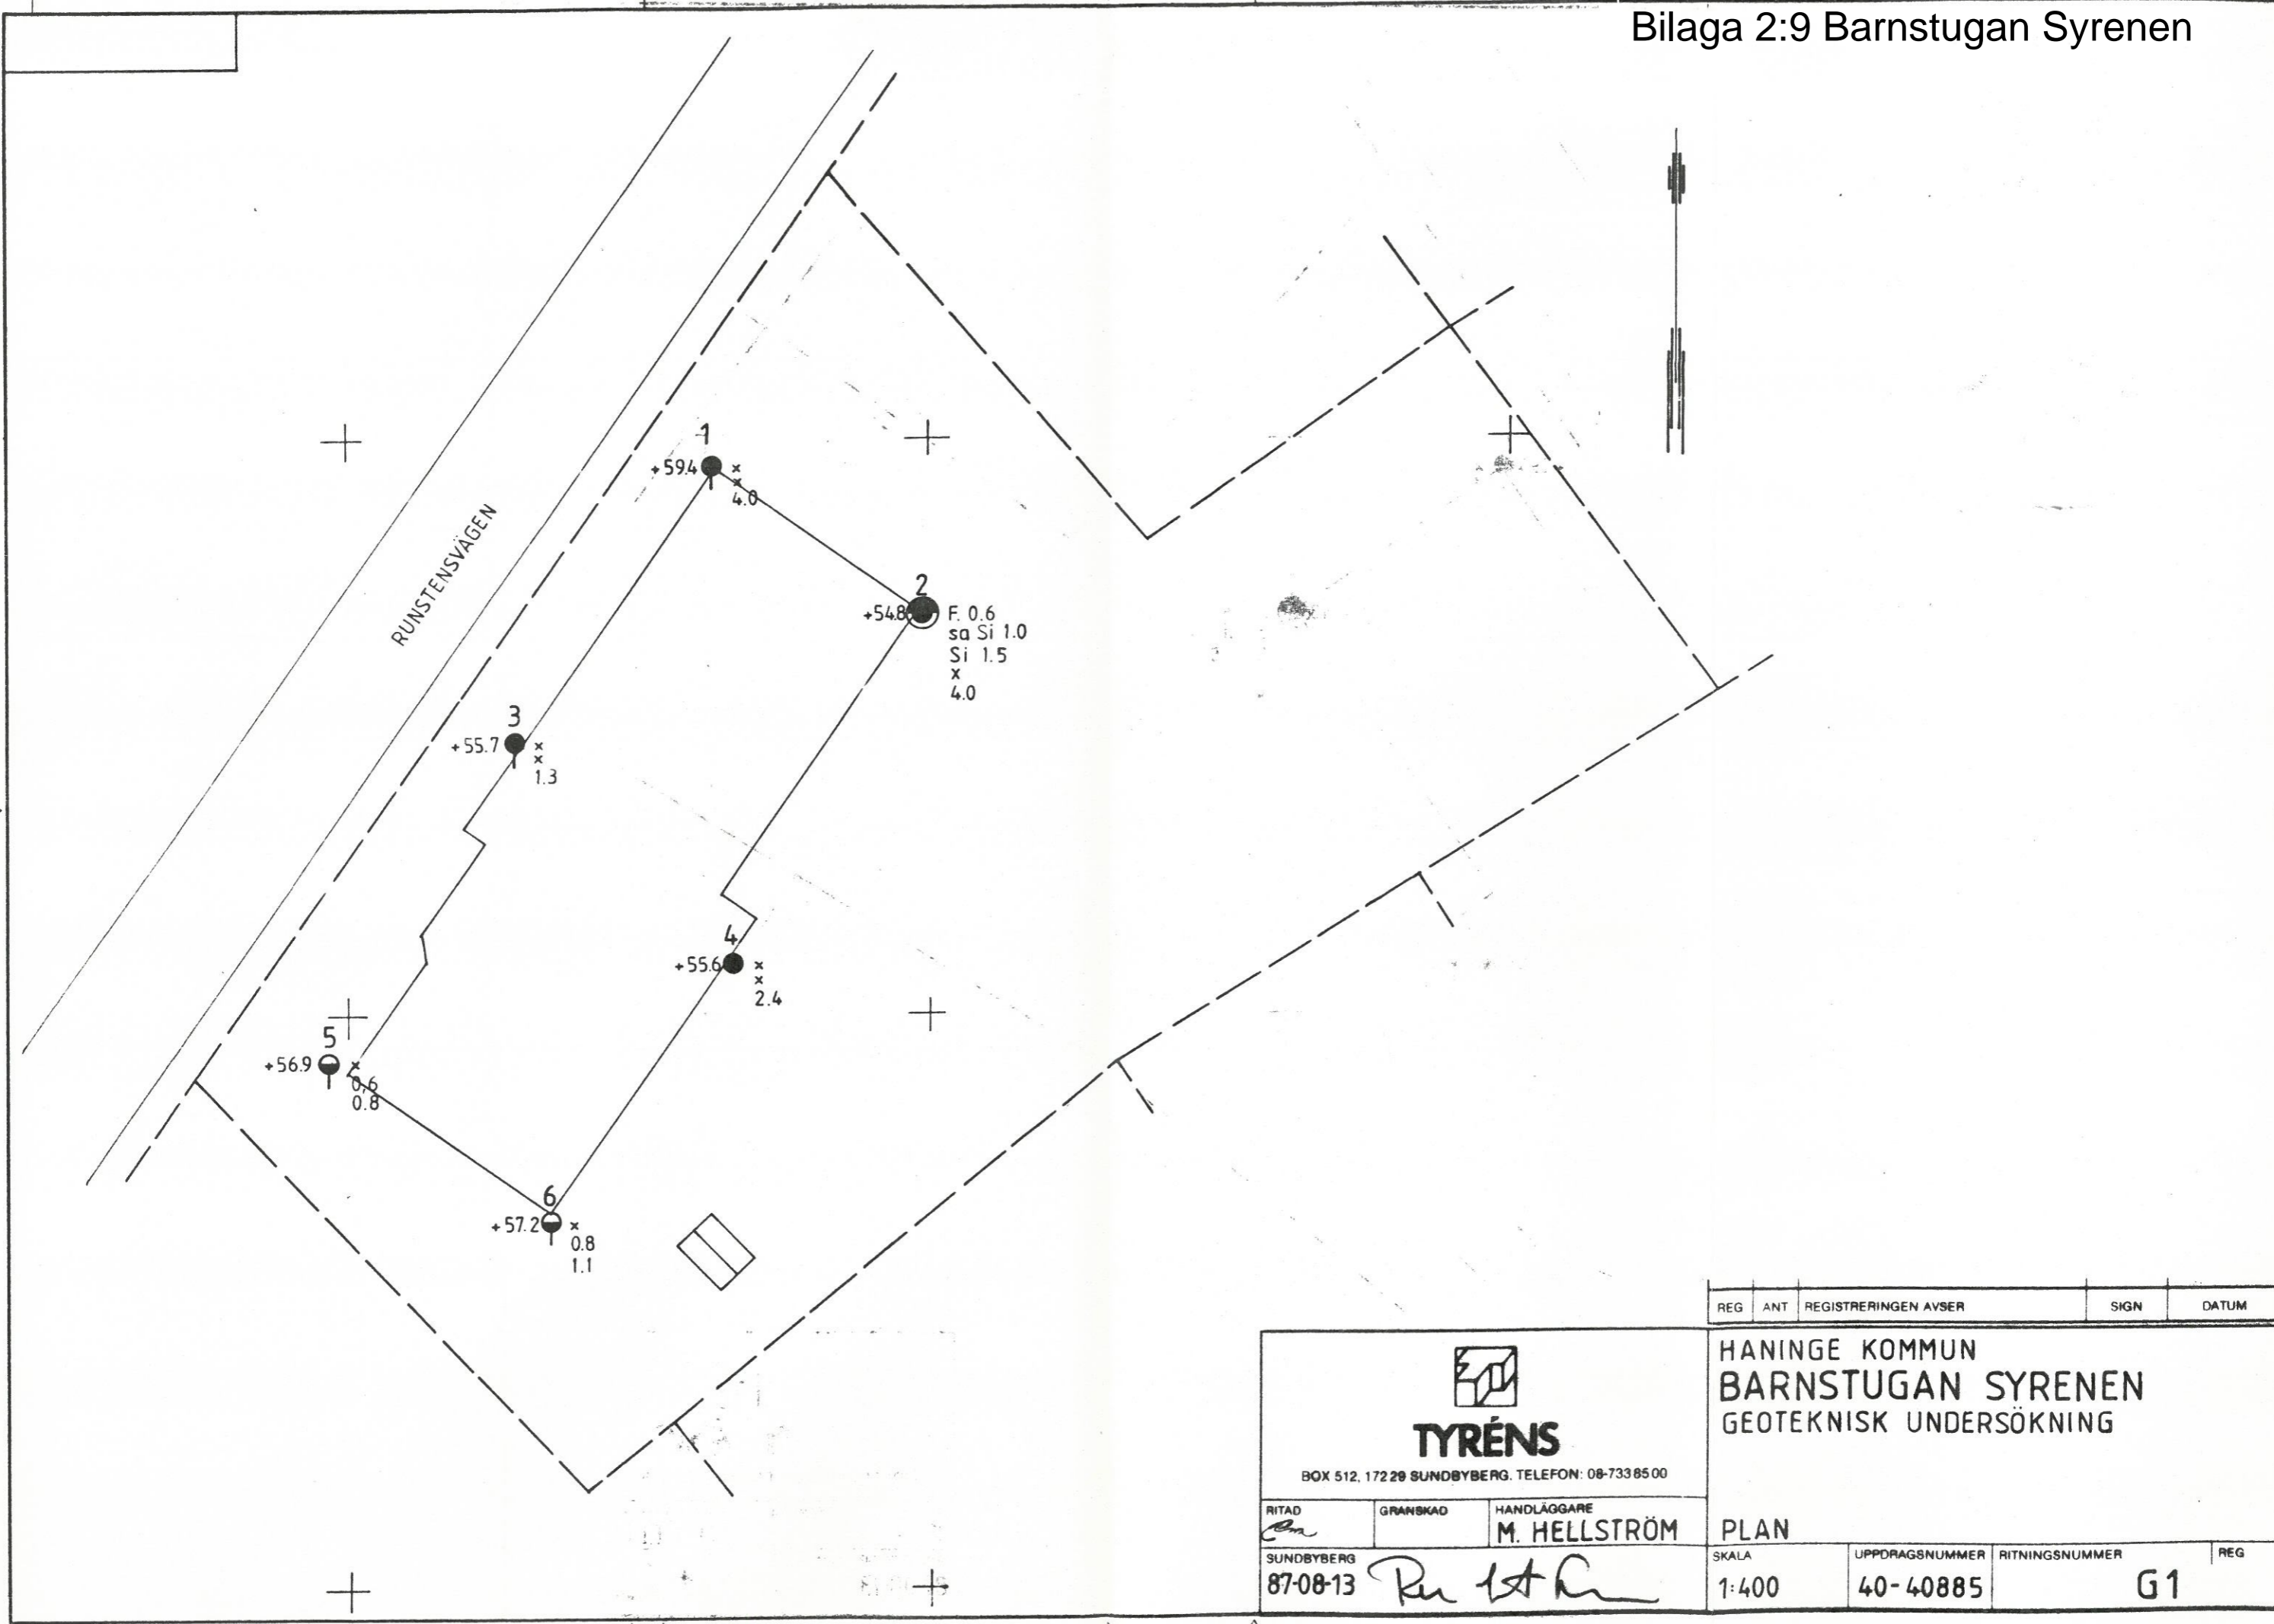 Bilaga 2:9 Barnstugan Syrenen
RUNSTENSVÄGEN
1
+59.4
x
x
4.0
2
+54.8
F. 0.6
sa Si 1.0
Si 1.5
x
4.0
3
+55.7
x
x
1.3
4
+55.6
x
x
2.4
5
+56.9
x
0,6
0.8
6
+57.2
x
0.8
1.1
REG ANT REGISTRERINGEN AVSER SIGN DATUM
HANINGE KOMMUN
BARNSTUGAN SYRENEN
GEOTEKNISK UNDERSÖKNING
PLAN
TYRÉNS
BOX 512, 172 29 SUNDBYBERG. TELEFON: 08-733 85 00
RITAD GRANSKAD HANDLÄGGARE
M. HELLSTRÖM
SUNDBYBERG
87-08-13
SKALA UPPDRAGSNUMMER RITNINGSNUMMER REG
1:400 40-40885 G1